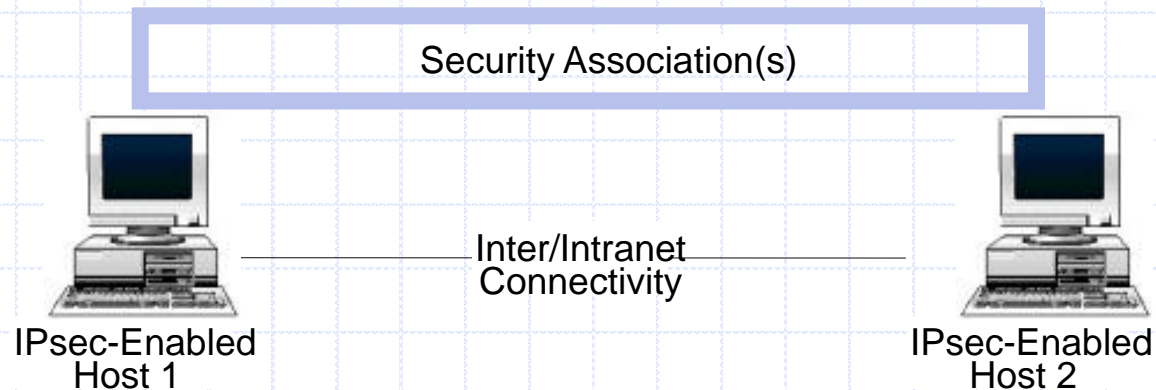 Security Association(s)
Inter/Intranet
Connectivity
IPsec-Enabled
Host 1
IPsec-Enabled
Host 2